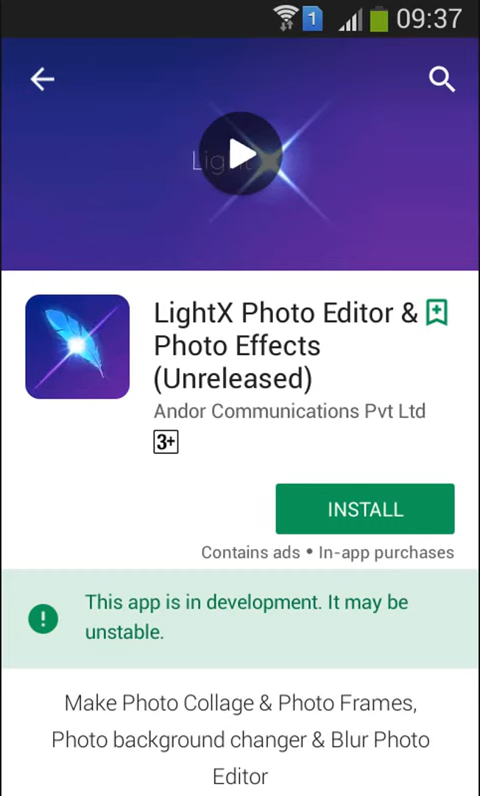 1
09:37
Light
LightX Photo Editor &
Photo Effects
(Unreleased)
Andor Communications Pvt Ltd
3+
INSTALL
Contains ads • In-app purchases
This app is in development. It may be
unstable.
Make Photo Collage & Photo Frames,
Photo background changer & Blur Photo
Editor